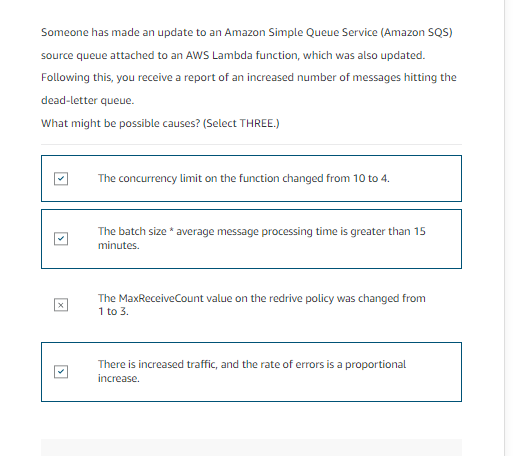 Someone has made an update to an Amazon Simple Queue Service (Amazon SQS)
source queue attached to an AWS Lambda function, which was also updated.
Following this, you receive a report of an increased number of messages hitting the
dead-letter queue.
What might be possible causes? (Select THREE.)
The concurrency limit on the function changed from 10 to 4.
The batch size * average message processing time is greater than 15
minutes.
The MaxReceiveCount value on the redrive policy was changed from
1 to 3.
There is increased traffic, and the rate of errors is a proportional
increase.